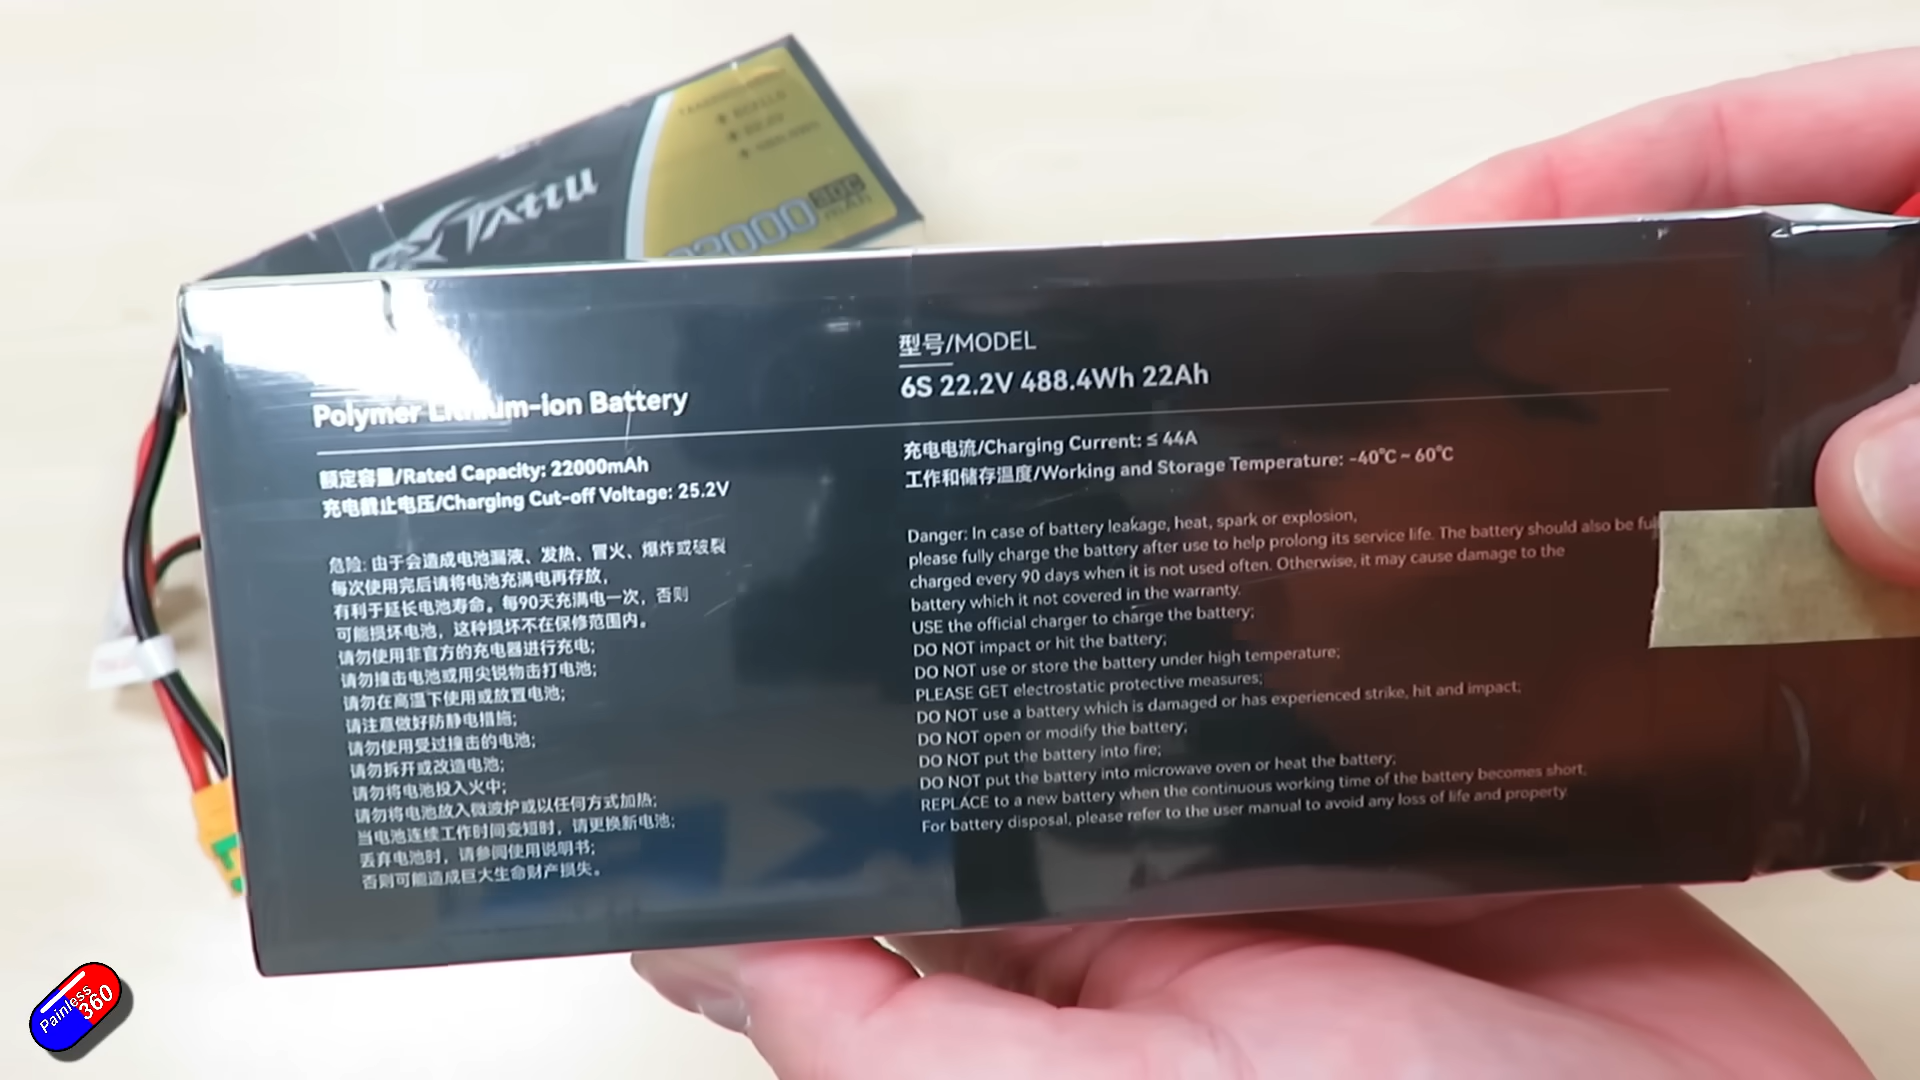 TATTU
22000
30C
mAh
型号/MODEL
6S 22.2V 488.4Wh 22Ah
Polymer Lithium-ion Battery
额定容量/Rated Capacity: 22000mAh
充电截止电压/Charging Cut-off Voltage: 25.2V
充电电流/Charging Current: ≤ 44A
工作和储存温度/Working and Storage Temperature: -40℃ ~ 60℃
危险: 由于会造成电池漏液、发热、冒火、爆炸或破裂
每次使用完后请将电池充满电再存放,
有利于延长电池寿命。每90天充满电一次, 否则
可能损坏电池, 这种损坏不在保修范围内。
请勿使用非官方的充电器进行充电;
请勿撞击电池或用尖锐物击打电池;
请勿在高温下使用或放置电池;
请注意做好防静电措施;
请勿使用受过撞击的电池;
请勿拆开或改造电池;
请勿将电池投入火中;
请勿将电池放入微波炉或以任何方式加热;
当电池连续工作时间变短时, 请更换新电池;
丢弃电池时, 请参阅使用说明书;
否则可能造成巨大生命财产损失。
Danger: In case of battery leakage, heat, spark or explosion,
please fully charge the battery after use to help prolong its service life. The battery should also be
charged every 90 days when it is not used often. Otherwise, it may cause damage to the
battery which it not covered in the warranty.
USE the official charger to charge the battery;
DO NOT impact or hit the battery;
DO NOT use or store the battery under high temperature;
PLEASE GET electrostatic protective measures;
DO NOT use a battery which is damaged or has experienced strike, hit and impact;
DO NOT open or modify the battery;
DO NOT put the battery into fire;
DO NOT put the battery into microwave oven or heat the battery;
REPLACE to a new battery when the continuous working time of the battery becomes short,
For battery disposal, please refer to the user manual to avoid any loss of life and property
Painless
360